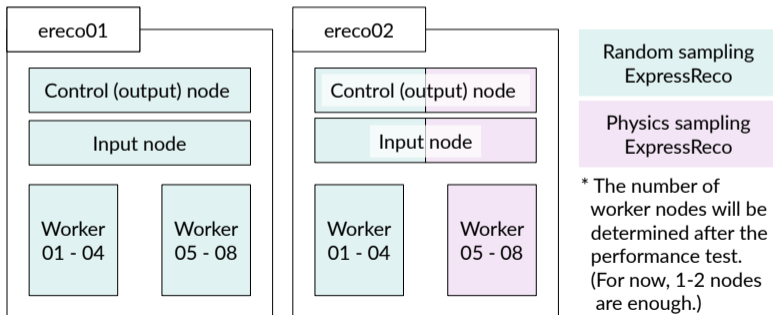 ereco01
Control (output) node
Input node
Worker
01 - 04
Worker
05 - 08
ereco02
Control (output) node
Input node
Worker
01 - 04
Worker
05 - 08
Random sampling
ExpressReco
Physics sampling
ExpressReco
* The number of
worker nodes will be
determined after the
performance test.
(For now, 1-2 nodes
are enough.)